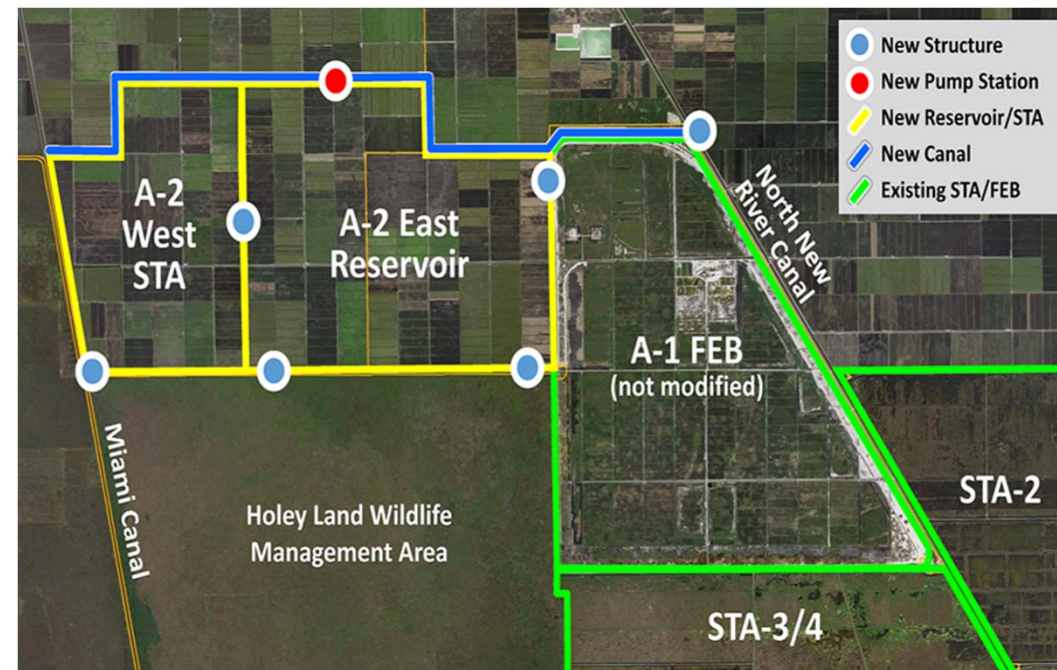 New Structure
New Pump Station
New Reservoir/STA
New Canal
Existing STA/FEB
A-2
West
STA
A-2 East
Reservoir
North New
River Canal
A-1 FEB
(not modified)
Miami Canal
Holey Land Wildlife
Management Area
STA-2
STA-3/4